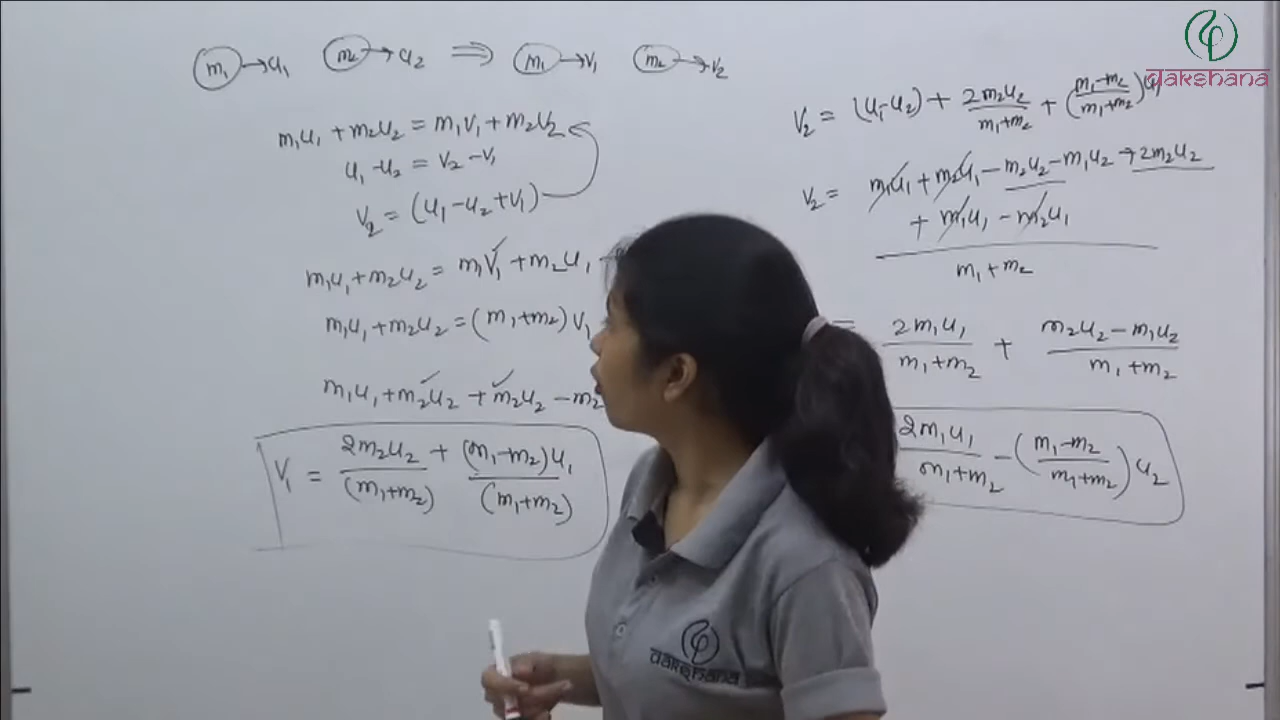 m₁ → u₁ m₂ → u₂ ⇒ m₁ → v₁ m₂ → v₂
m₁u₁ + m₂u₂ = m₁v₁ + m₂v₂
u₁ - u₂ = v₂ - v₁
v₂ = (u₁ - u₂ + v₁)
m₁u₁ + m₂u₂ = m₁v₁ + m₂u₁
m₁u₁ + m₂u₂ = (m₁ + m₂) v₁
m₁u₁ + m₂u₂ + m₂u₂ - m₂
v₁ = 2m₂u₂/(m₁+m₂) + (m₁-m₂)u₁/(m₁+m₂)
v₂ = (u₁-u₂) + 2m₂u₂/m₁+m₂ + (m₁-m₂/m₁+m₂)u₁
v₂ = m₁u₁ + m₂u₁ - m₂u₂ - m₁u₂ + 2m₂u₂
+ m₁u₁ - m₂u₁
m₁+m₂
= 2m₁u₁/m₁+m₂ + m₂u₂ - m₁u₂/m₁+m₂
2m₁u₁/m₁+m₂ - (m₁-m₂/m₁+m₂) u₂
dakshana
dakshana